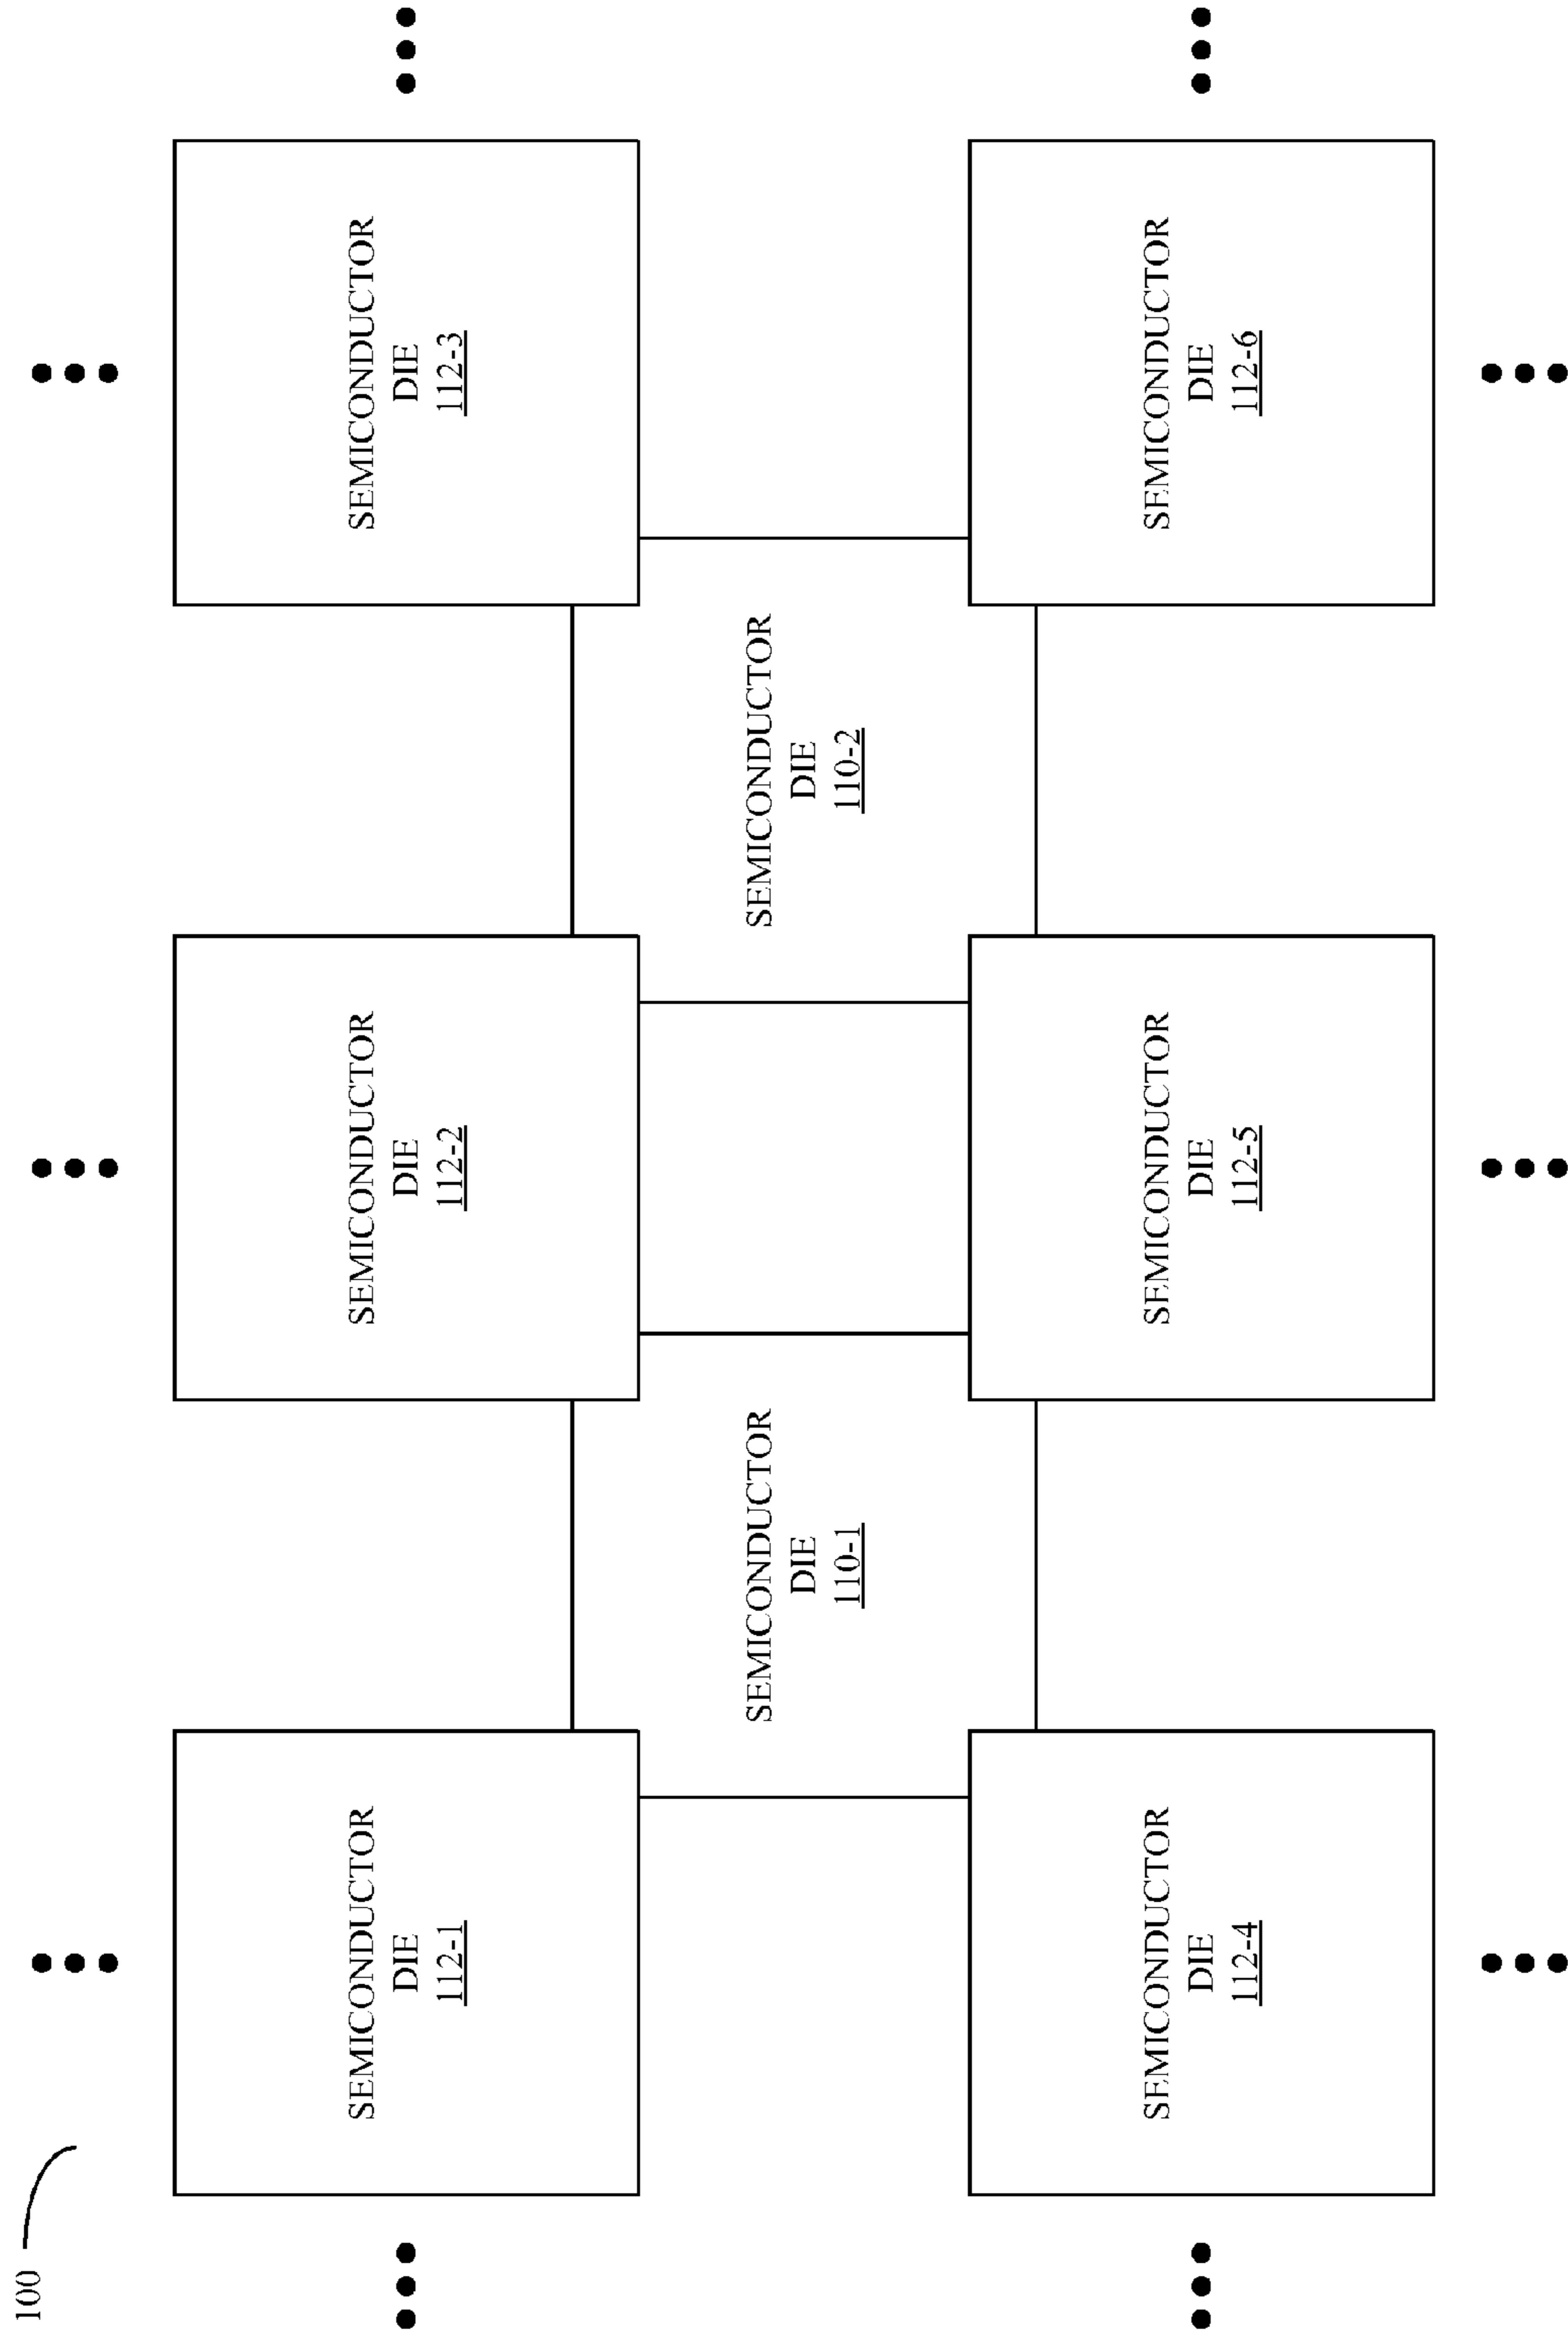 100
SEMICONDUCTOR
DIE
112-1
SEMICONDUCTOR
DIE
112-2
SEMICONDUCTOR
DIE
112-3
SEMICONDUCTOR
DIE
110-1
SEMICONDUCTOR
DIE
110-2
SEMICONDUCTOR
DIE
112-4
SEMICONDUCTOR
DIE
112-5
SEMICONDUCTOR
DIE
112-6